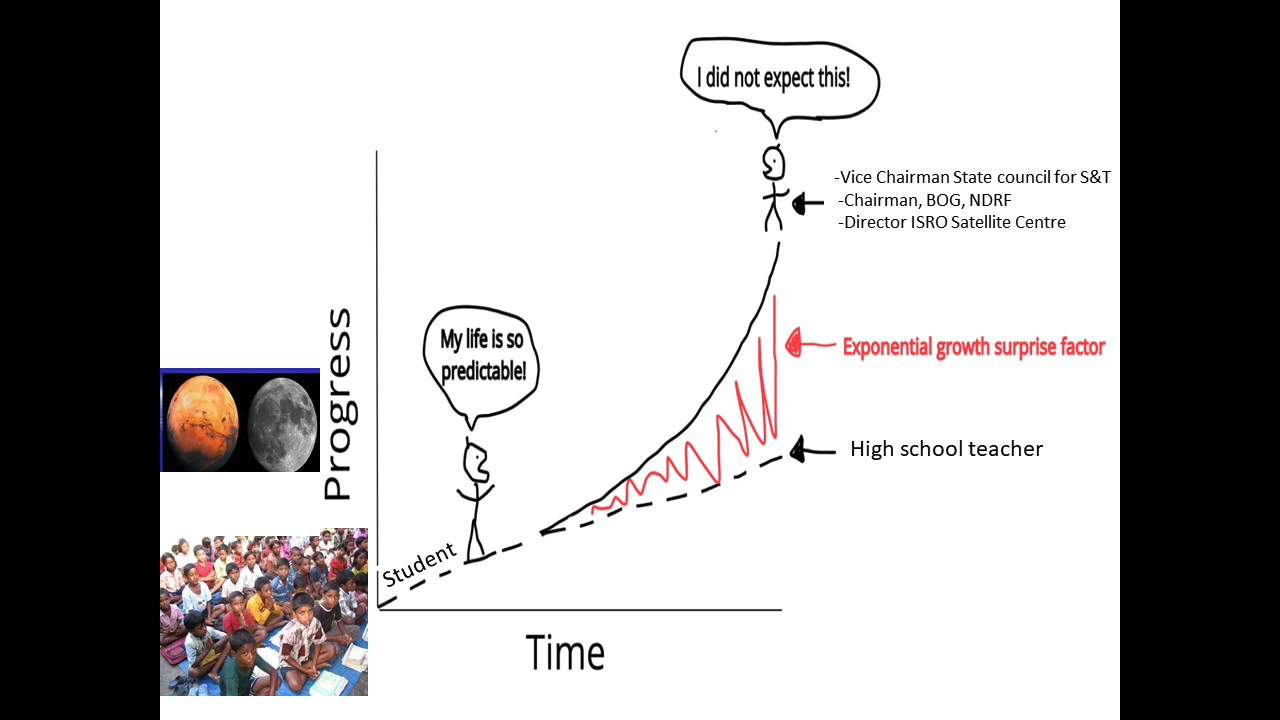 I did not expect this!
-Vice Chairman State council for S&T
-Chairman, BOG, NDRF
-Director ISRO Satellite Centre
My life is so
predictable!
Exponential growth surprise factor
High school teacher
Student
Progress
Time